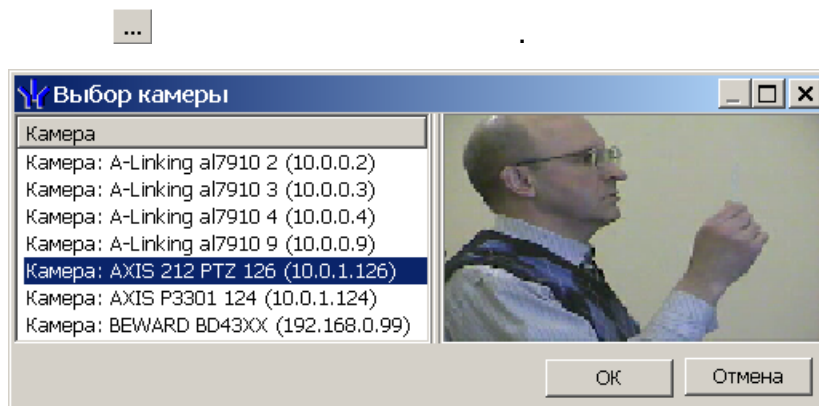 ... .
Выбор камеры
Камера
Камера: A-Linking al7910 2 (10.0.0.2)
Камера: A-Linking al7910 3 (10.0.0.3)
Камера: A-Linking al7910 4 (10.0.0.4)
Камера: A-Linking al7910 9 (10.0.0.9)
Камера: AXIS 212 PTZ 126 (10.0.1.126)
Камера: AXIS P3301 124 (10.0.1.124)
Камера: BEWARD BD43XX (192.168.0.99)
ОК Отмена